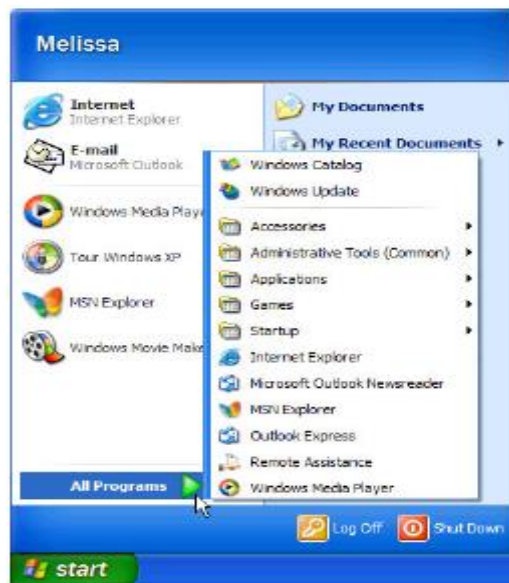 Melissa
Internet
Internet Explorer
E-mail
Microsoft Outlook
Windows Media Playe
Tour Windows XP
MSN Explorer
Windows Movie Make
All Programs
My Documents
My Recent Documents
Windows Catalog
Windows Update
Accessories
Administrative Tools (Common)
Applications
Games
Startup
Internet Explorer
Microsoft Outlook Newsreader
MSN Explorer
Outlook Express
Remote Assistance
Windows Media Player
Log Off
Shut Down
start